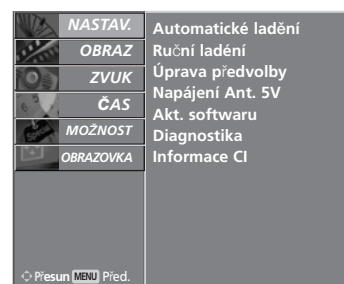 NASTAV.
OBRAZ
ZVUK
ČAS
MOŽNOST
OBRAZOVKA
Automatické ladění
Ruční ladéní
Úprava předvolby
Napájení Ant. 5V
Akt. softwaru
Diagnostika
Informace CI
Přesun MENU Před.